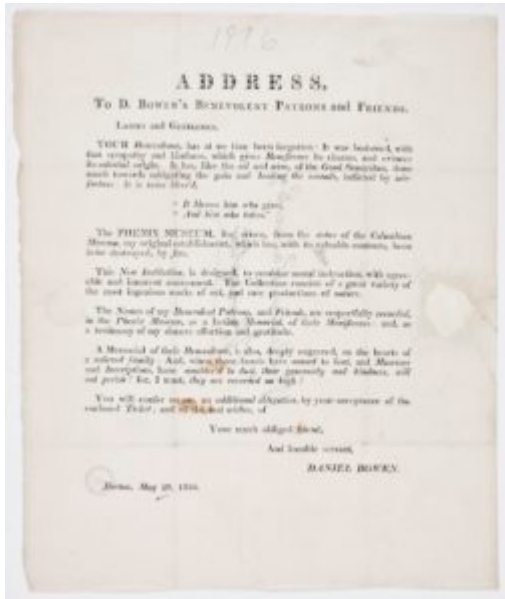 ADDRESS,
To D. Bowen's Benevolent Patrons and Friends.
Ladies and Gentlemen,
YOUR Benevolence, has at no time been forgotten: It was bestowed, with
that sympathy and kindness, which gives Munificence its charms, and evinces
its celestial origin. It has, like the oil and wine, of the Good Samaritan, done
much towards mitigating the pain and healing the wounds, inflicted by mis-
fortune: It is twice bless'd,
" It blesses him who gives,
" And him who takes."
The PHENIX MUSEUM, has arisen, from the ashes of the Columbian
Museum, my original establishment, which has, with its valuable contents, been
twice destroyed, by fire.
This New Institution, is designed, to combine moral instruction, with agree-
able and innocent amusement. The Collection consists of a great variety of
the most ingenious works of art, and rare productions of nature.
The Names of my Benevolent Patrons, and Friends, are respectfully recorded,
in the Phenix Museum, as a lasting Memorial of their Munificence: and, as
a testimony of my sincere affection and gratitude.
A Memorial of their Benevolence, is also, deeply engraved, on the hearts of
a relieved family: And, when those hearts have ceased to beat, and Museums
and Inscriptions, have moulder'd to dust, their generosity and kindness, will
not perish: for, I trust, they are recorded on high!
You will confer on me, an additional obligation, by your acceptance of the
enclosed Ticket; and of the best wishes, of
Your much obliged friend,
And humble servant,
DANIEL BOWEN.
Boston, May